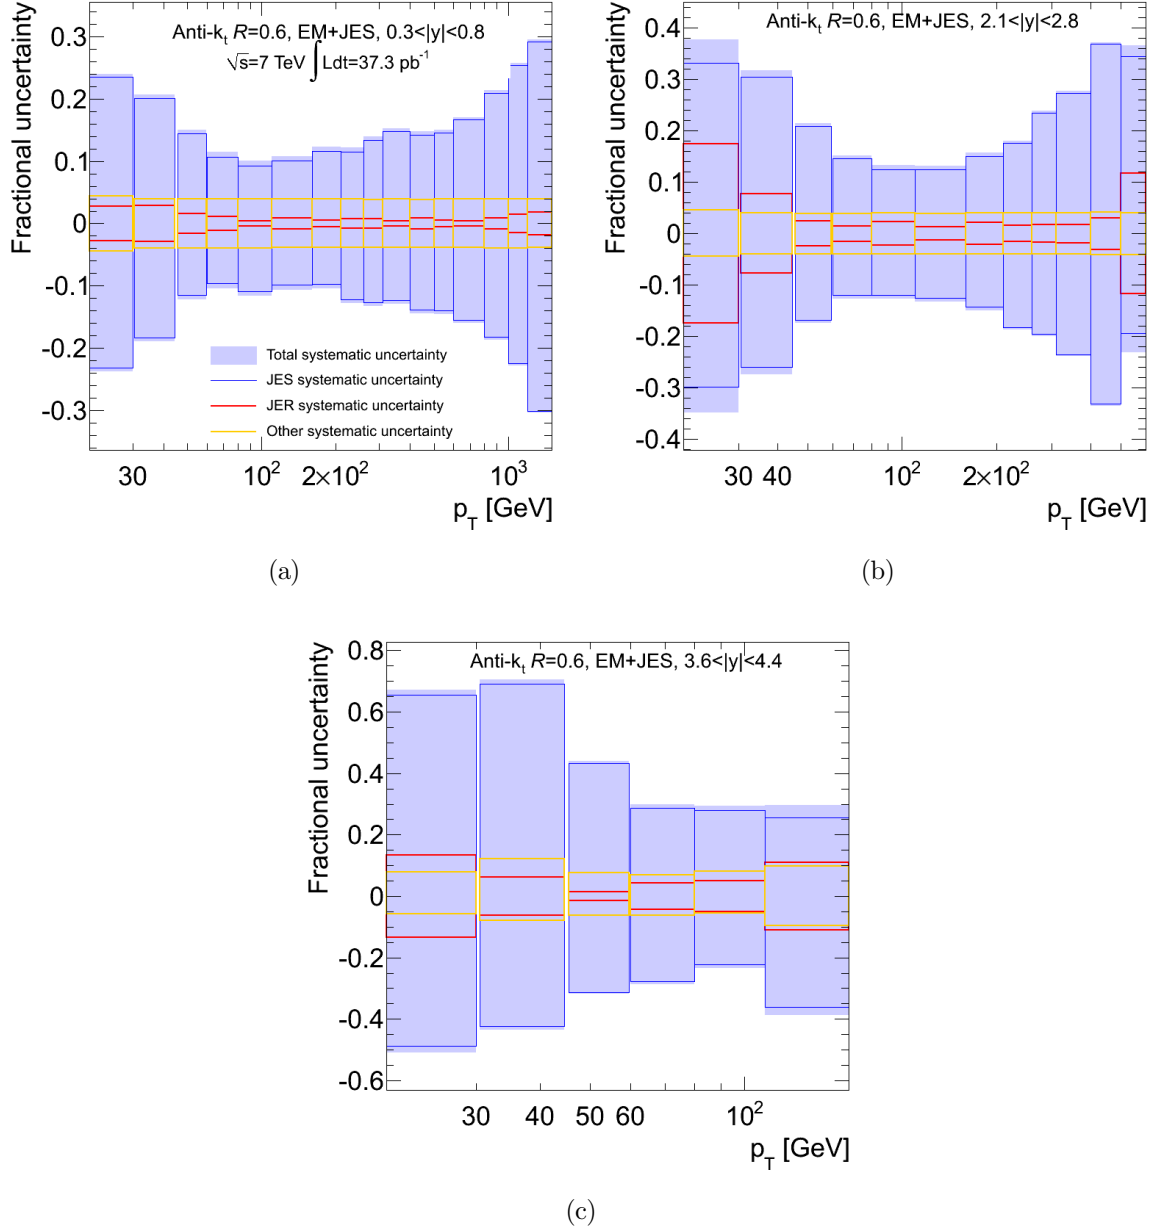 Fractional uncertainty
Anti-kt R=0.6, EM+JES, 0.3<|y|<0.8
√s=7 TeV ∫Ldt=37.3 pb-1
0.3
0.2
0.1
0
-0.1
-0.2
-0.3
Total systematic uncertainty
JES systematic uncertainty
JER systematic uncertainty
Other systematic uncertainty
30 10² 2×10² 10³
pT [GeV]
(a)
Fractional uncertainty
Anti-kt R=0.6, EM+JES, 2.1<|y|<2.8
0.4
0.3
0.2
0.1
0
-0.1
-0.2
-0.3
-0.4
30 40 10² 2×10²
pT [GeV]
(b)
Fractional uncertainty
Anti-kt R=0.6, EM+JES, 3.6<|y|<4.4
0.8
0.6
0.4
0.2
0
-0.2
-0.4
-0.6
30 40 50 60 10²
pT [GeV]
(c)